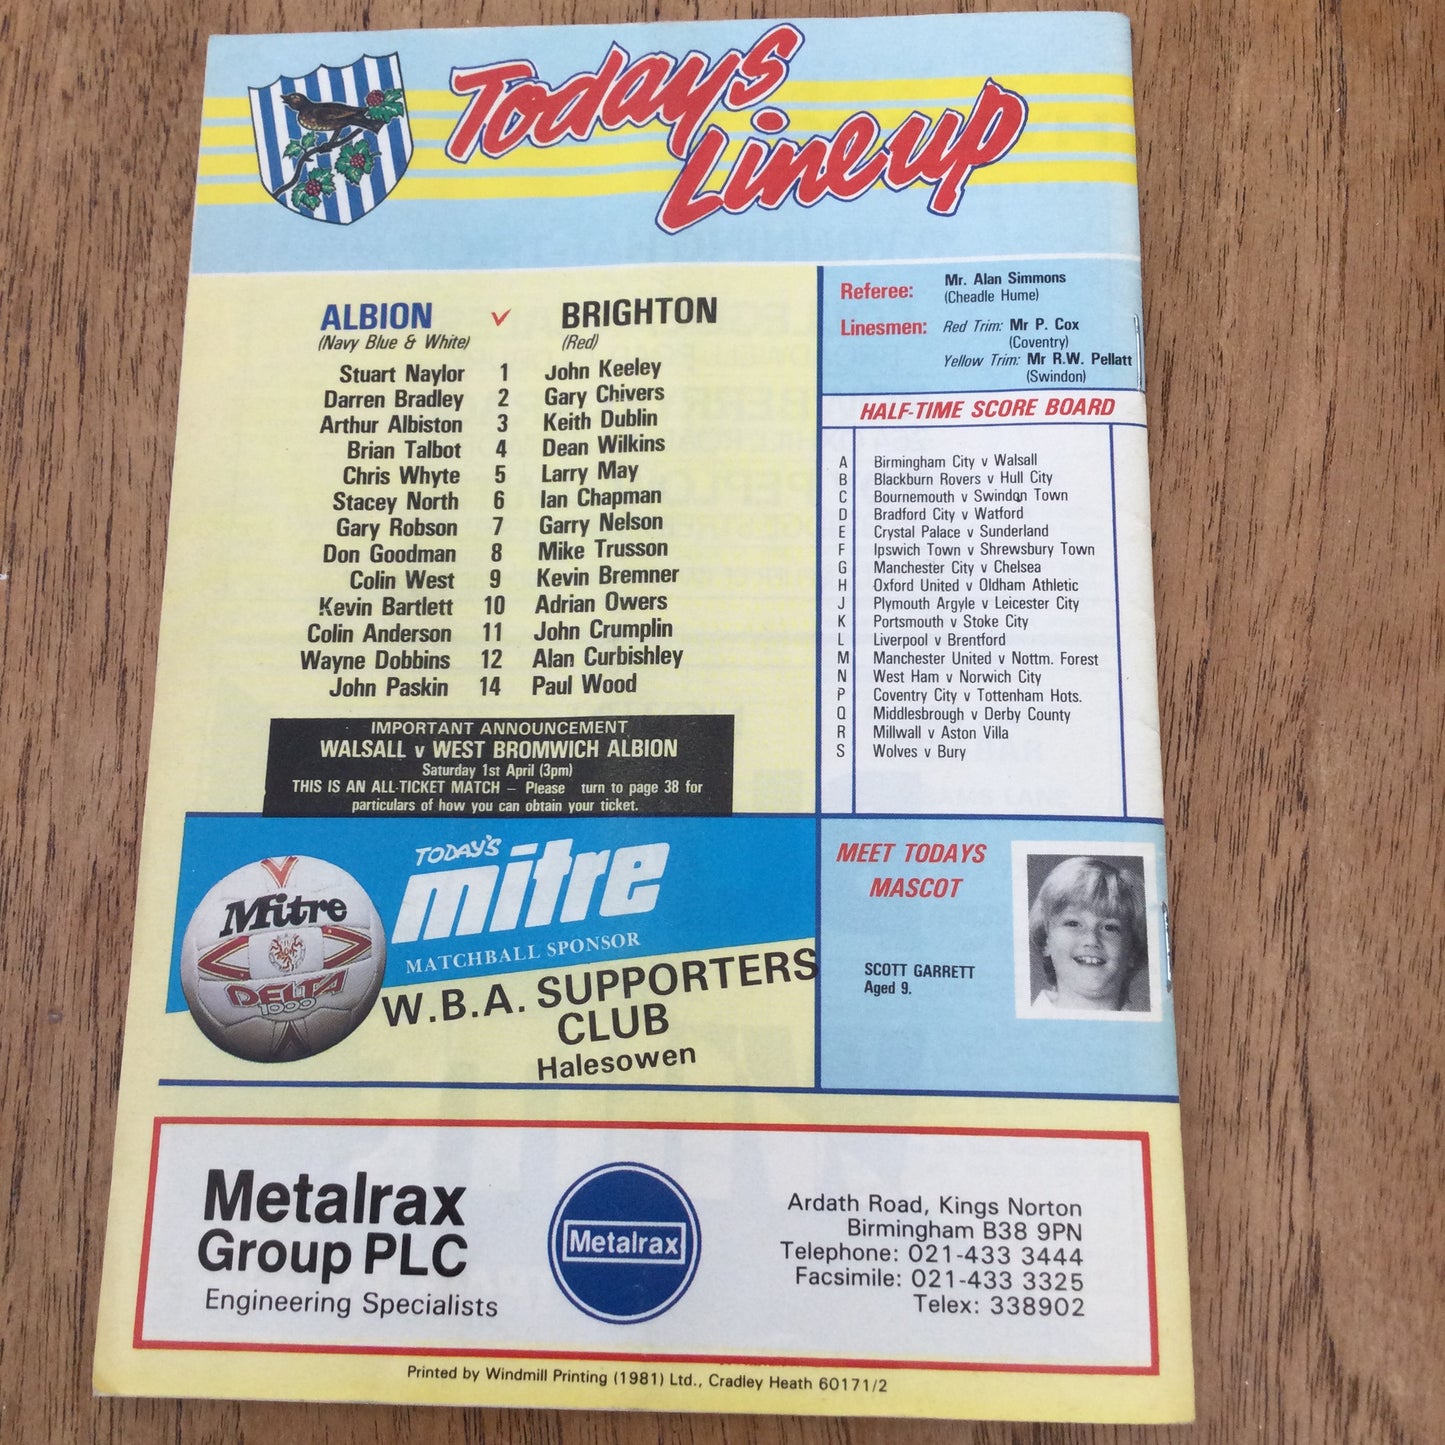 Todays
Lineup
ALBION v BRIGHTON
(Navy Blue & White) (Red)
Stuart Naylor 1 John Keeley
Darren Bradley 2 Gary Chivers
Arthur Albiston 3 Keith Dublin
Brian Talbot 4 Dean Wilkins
Chris Whyte 5 Larry May
Stacey North 6 Ian Chapman
Gary Robson 7 Garry Nelson
Don Goodman 8 Mike Trusson
Colin West 9 Kevin Bremner
Kevin Bartlett 10 Adrian Owers
Colin Anderson 11 John Crumplin
Wayne Dobbins 12 Alan Curbishley
John Paskin 14 Paul Wood
IMPORTANT ANNOUNCEMENT
WALSALL v WEST BROMWICH ALBION
Saturday 1st April (3pm)
THIS IS AN ALL-TICKET MATCH – Please turn to page 38 for
particulars of how you can obtain your ticket.
Referee: Mr. Alan Simmons
(Cheadle Hume)
Linesmen: Red Trim: Mr P. Cox
(Coventry)
Yellow Trim: Mr R.W. Pellatt
(Swindon)
HALF-TIME SCORE BOARD
A Birmingham City v Walsall
B Blackburn Rovers v Hull City
C Bournemouth v Swindon Town
D Bradford City v Watford
E Crystal Palace v Sunderland
F Ipswich Town v Shrewsbury Town
G Manchester City v Chelsea
H Oxford United v Oldham Athletic
J Plymouth Argyle v Leicester City
K Portsmouth v Stoke City
L Liverpool v Brentford
M Manchester United v Nottm. Forest
N West Ham v Norwich City
P Coventry City v Tottenham Hots.
Q Middlesbrough v Derby County
R Millwall v Aston Villa
S Wolves v Bury
TODAY'S
mitre
MATCHBALL SPONSOR
Mitre
DELTA
1000
W.B.A. SUPPORTERS
CLUB
Halesowen
MEET TODAYS
MASCOT
SCOTT GARRETT
Aged 9.
Metalrax
Group PLC
Engineering Specialists
Metalrax
Ardath Road, Kings Norton
Birmingham B38 9PN
Telephone: 021-433 3444
Facsimile: 021-433 3325
Telex: 338902
Printed by Windmill Printing (1981) Ltd., Cradley Heath 60171/2